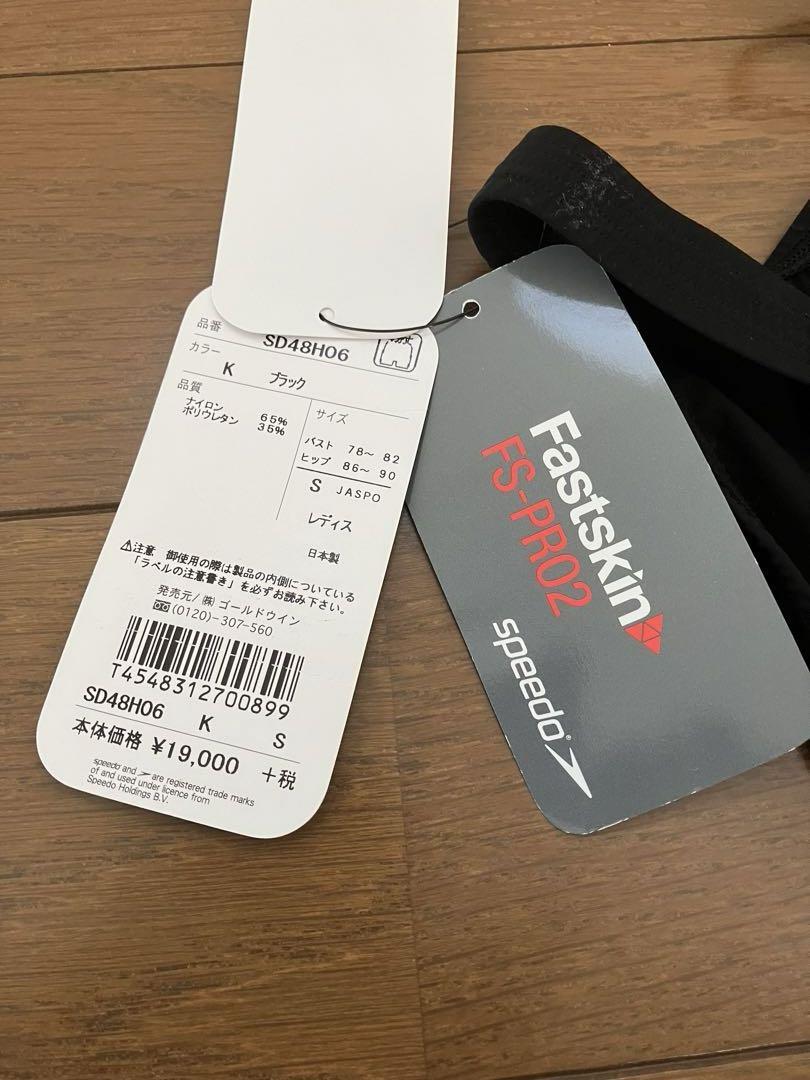 品番 SD48H06
カラー K ブラック
品質
ナイロン 65%
ポリウレタン 35%
サイズ
バスト 78～ 82
ヒップ 86～ 90
S JASPO
レディス
日本製
⚠注意 御使用の際は製品の内側についている
「ラベルの注意書き」を必ずお読み下さい。
発売元/㈱ゴールドウイン
(0120)-307-560
T4548312700899
SD48H06 K S
本体価格 ¥19,000 +税
speedo and are registered trade marks
of and used under licence from
Speedo Holdings B.V.
Fastskin
FS-PRO2
speedo®